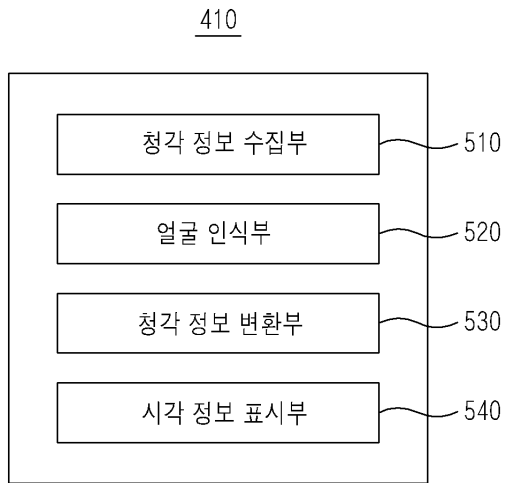 410
청각 정보 수집부
510
얼굴 인식부
520
청각 정보 변환부
530
시각 정보 표시부
540